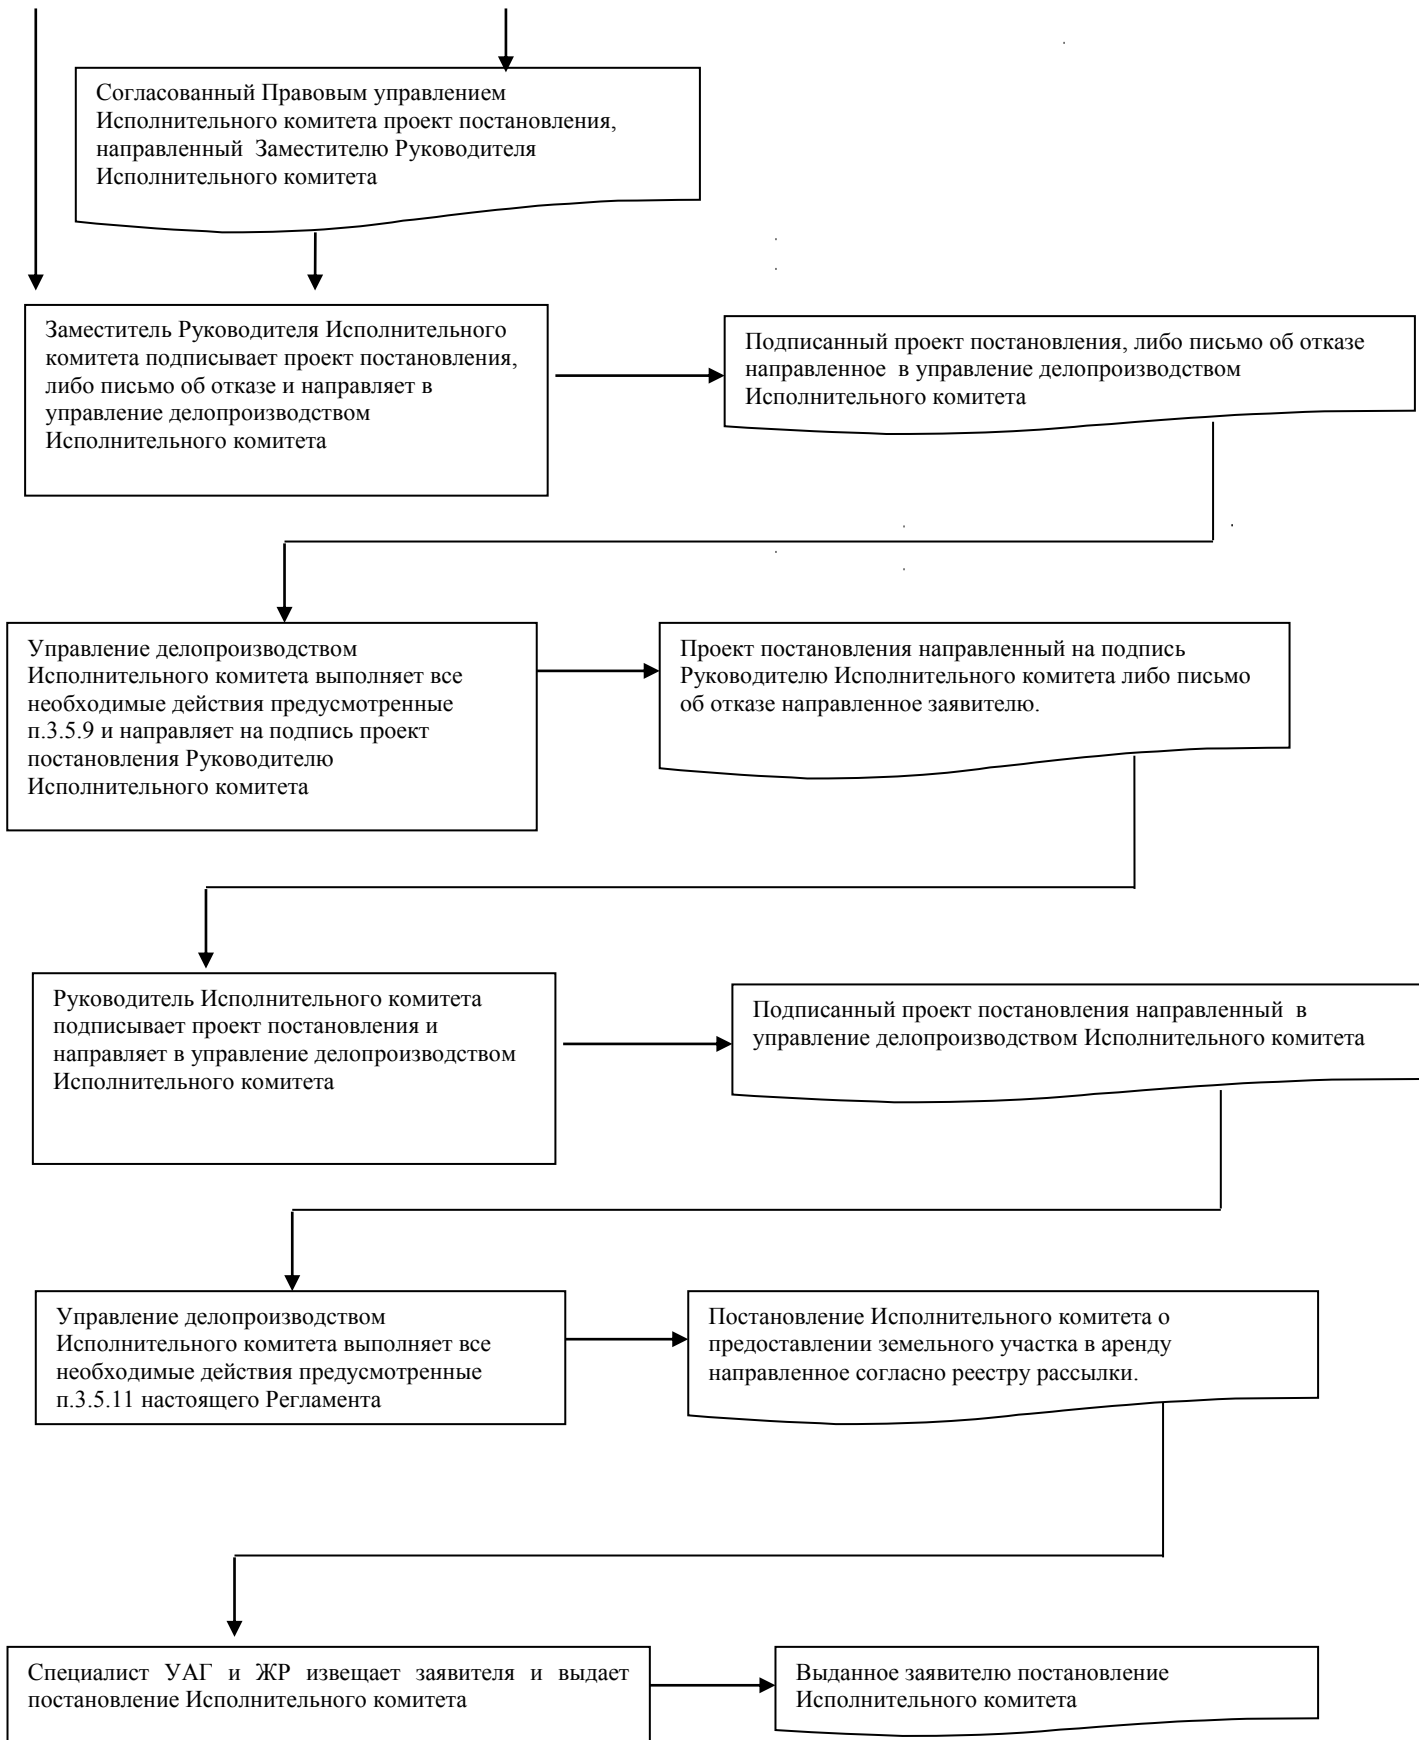 Согласованный Правовым управлением
Исполнительного комитета проект постановления,
направленный  Заместителю Руководителя
Исполнительного комитета
Заместитель Руководителя Исполнительного
комитета подписывает проект постановления,
либо письмо об отказе и направляет в
управление делопроизводством
Исполнительного комитета
Подписанный проект постановления, либо письмо об отказе
направленное  в управление делопроизводством
Исполнительного комитета
Управление делопроизводством
Исполнительного комитета выполняет все
необходимые действия предусмотренные
п.3.5.9 и направляет на подпись проект
постановления Руководителю
Исполнительного комитета
Проект постановления направленный на подпись
Руководителю Исполнительного комитета либо письмо
об отказе направленное заявителю.
Руководитель Исполнительного комитета
подписывает проект постановления и
направляет в управление делопроизводством
Исполнительного комитета
Подписанный проект постановления направленный  в
управление делопроизводством Исполнительного комитета
Управление делопроизводством
Исполнительного комитета выполняет все
необходимые действия предусмотренные
п.3.5.11 настоящего Регламента
Постановление Исполнительного комитета о
предоставлении земельного участка в аренду
направленное согласно реестру рассылки.
Специалист УАГ и ЖР извещает заявителя и выдает
постановление Исполнительного комитета
Выданное заявителю постановление
Исполнительного комитета